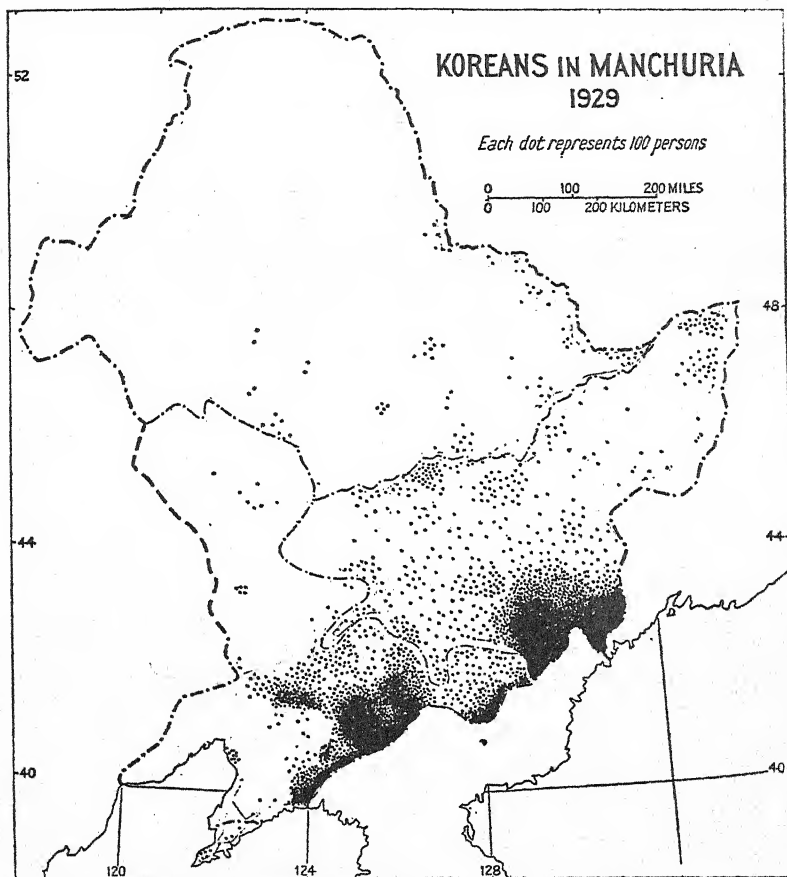 KOREANS IN MANCHURIA
1929
Each dot represents 100 persons
0 100 200 MILES
0 100 200 KILOMETERS
52
48
44
44
40
40
120
124
128